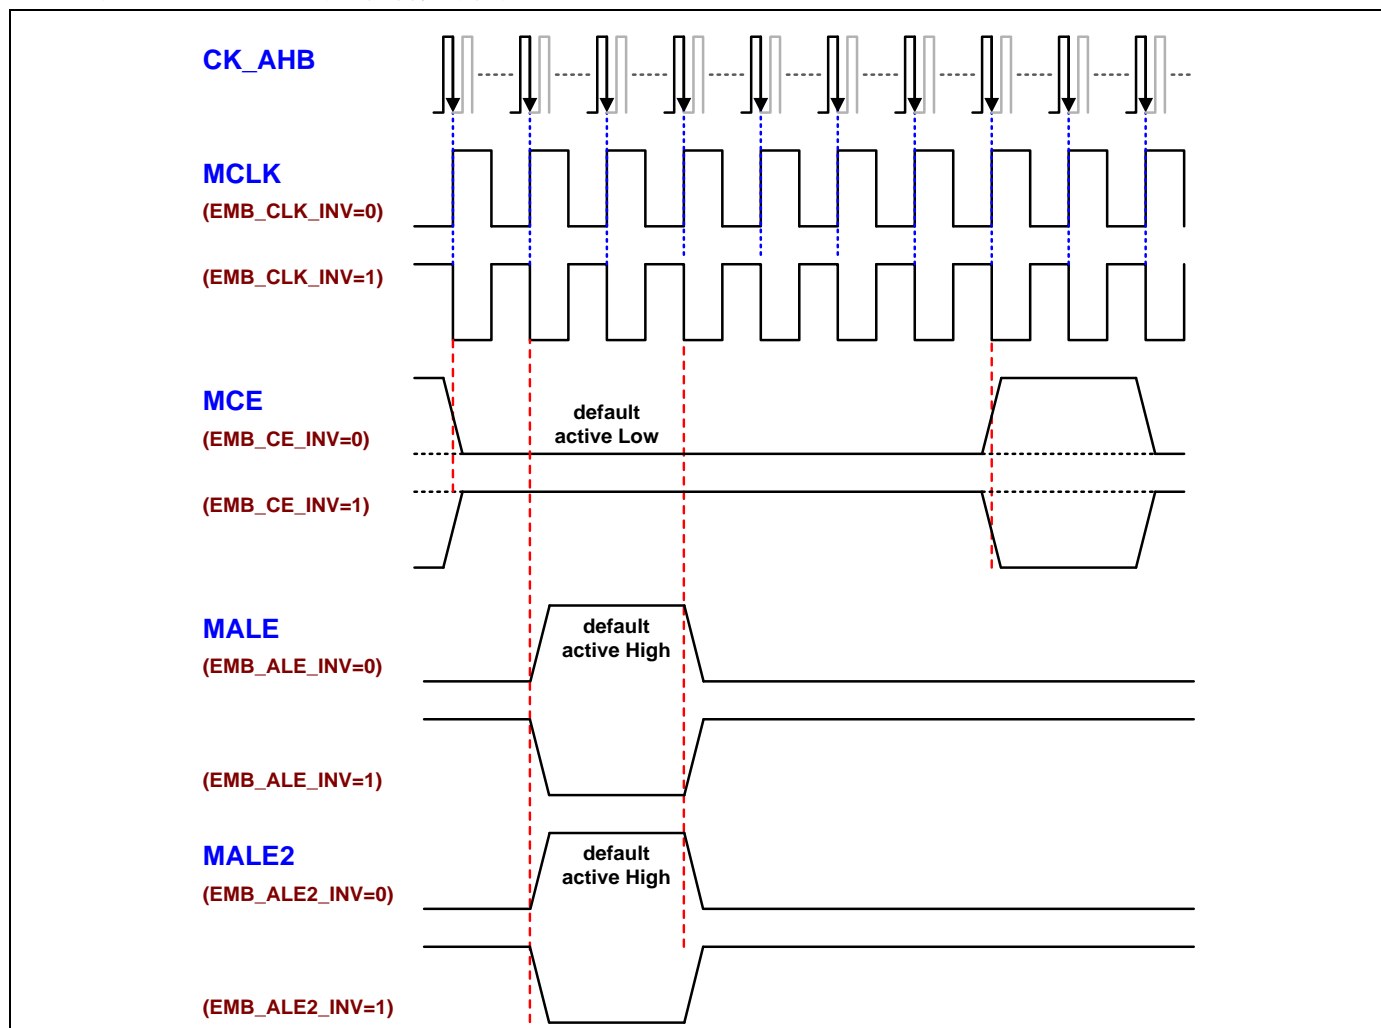 CK_AHB
MCLK
(EMB_CLK_INV=0)
(EMB_CLK_INV=1)
MCE
(EMB_CE_INV=0)
default
active Low
(EMB_CE_INV=1)
MALE
(EMB_ALE_INV=0)
default
active High
(EMB_ALE_INV=1)
MALE2
(EMB_ALE2_INV=0)
default
active High
(EMB_ALE2_INV=1)